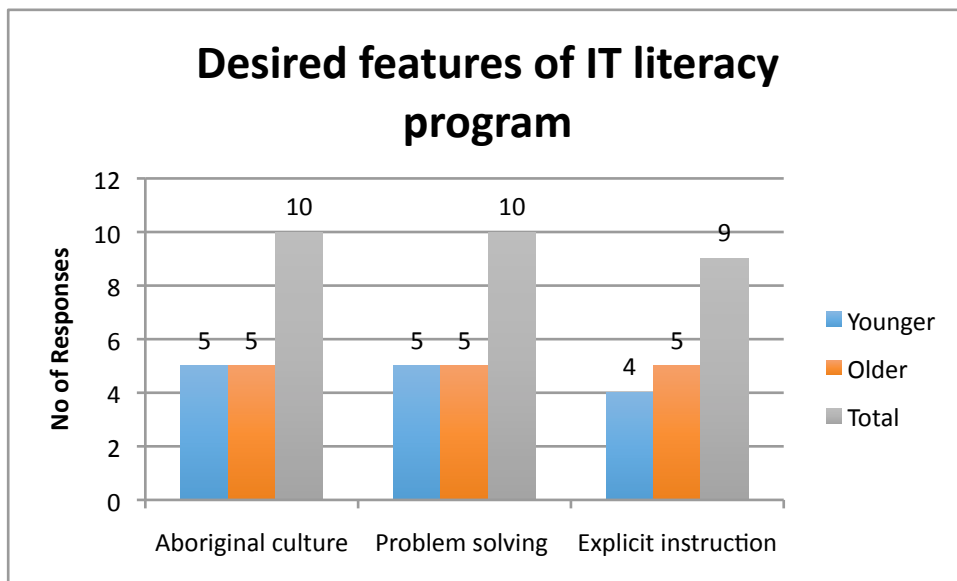 Desired features of IT literacy
program
12
10
8
6
4
2
0
No of Responses
5
5
10
5
5
10
4
5
9
Aboriginal culture
Problem solving
Explicit instruction
Younger
Older
Total